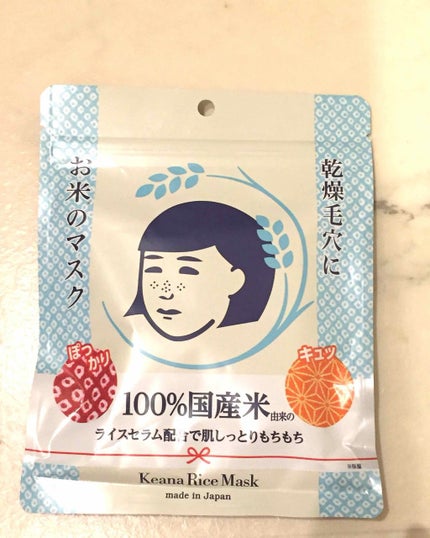 乾燥毛穴に
お米のマスク
ぽっかり
キュッ
100%国産米由来の
ライスセラム配合で肌しっとりもちもち
※保湿
Keana Rice Mask
made in Japan